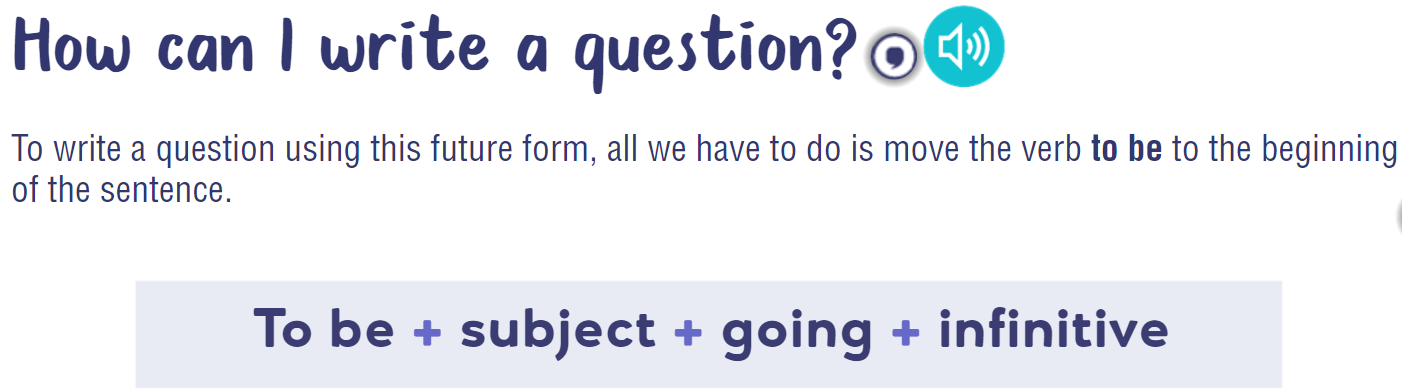 How can I write a question?
To write a question using this future form, all we have to do is move the verb to be to the beginning
of the sentence.
To be + subject + going + infinitive